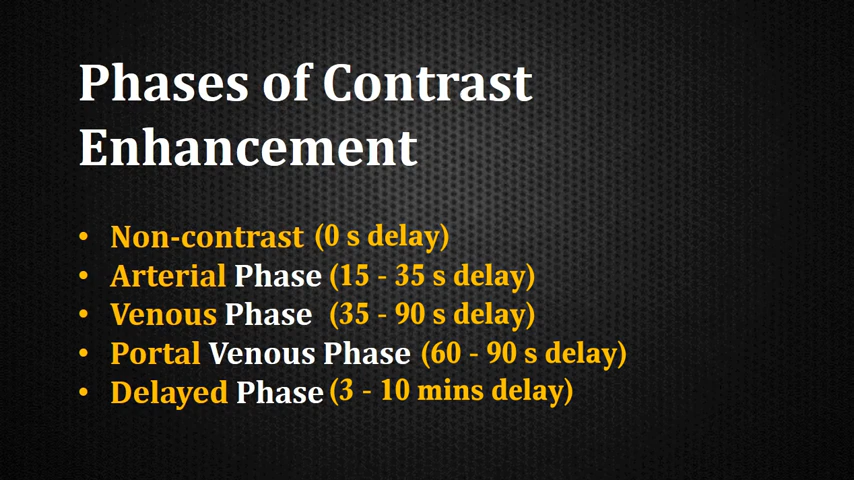 Phases of Contrast
Enhancement
• Non-contrast (0 s delay)
• Arterial Phase (15 - 35 s delay)
• Venous Phase (35 - 90 s delay)
• Portal Venous Phase (60 - 90 s delay)
• Delayed Phase (3 - 10 mins delay)